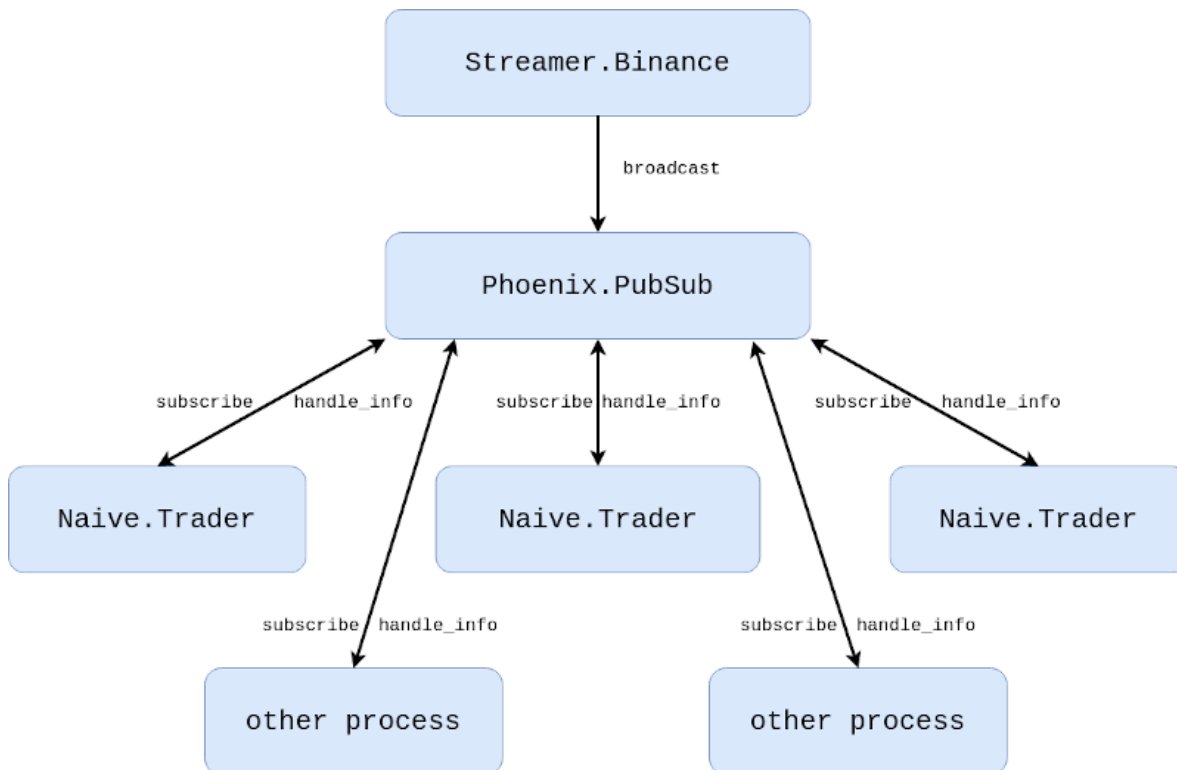 Streamer.Binance
broadcast
Phoenix.PubSub
subscribe handle_info subscribe handle_info subscribe handle_info
Naive.Trader Naive.Trader Naive.Trader
subscribe handle_info subscribe handle_info
other process other process